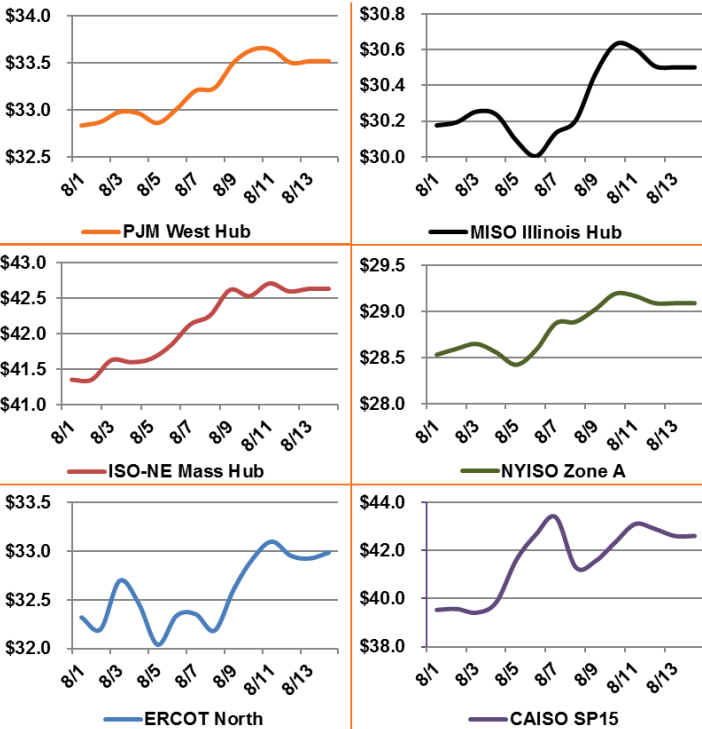 $34.0
$33.5
$33.0
$32.5
8/1 8/3 8/5 8/7 8/9 8/11 8/13
PJM West Hub
$30.8
$30.6
$30.4
$30.2
$30.0
8/1 8/3 8/5 8/7 8/9 8/11 8/13
MISO Illinois Hub
$43.0
$42.5
$42.0
$41.5
$41.0
8/1 8/3 8/5 8/7 8/9 8/11 8/13
ISO-NE Mass Hub
$29.5
$29.0
$28.5
$28.0
8/1 8/3 8/5 8/7 8/9 8/11 8/13
NYISO Zone A
$33.5
$33.0
$32.5
$32.0
8/1 8/3 8/5 8/7 8/9 8/11 8/13
ERCOT North
$44.0
$42.0
$40.0
$38.0
8/1 8/3 8/5 8/7 8/9 8/11 8/13
CAISO SP15